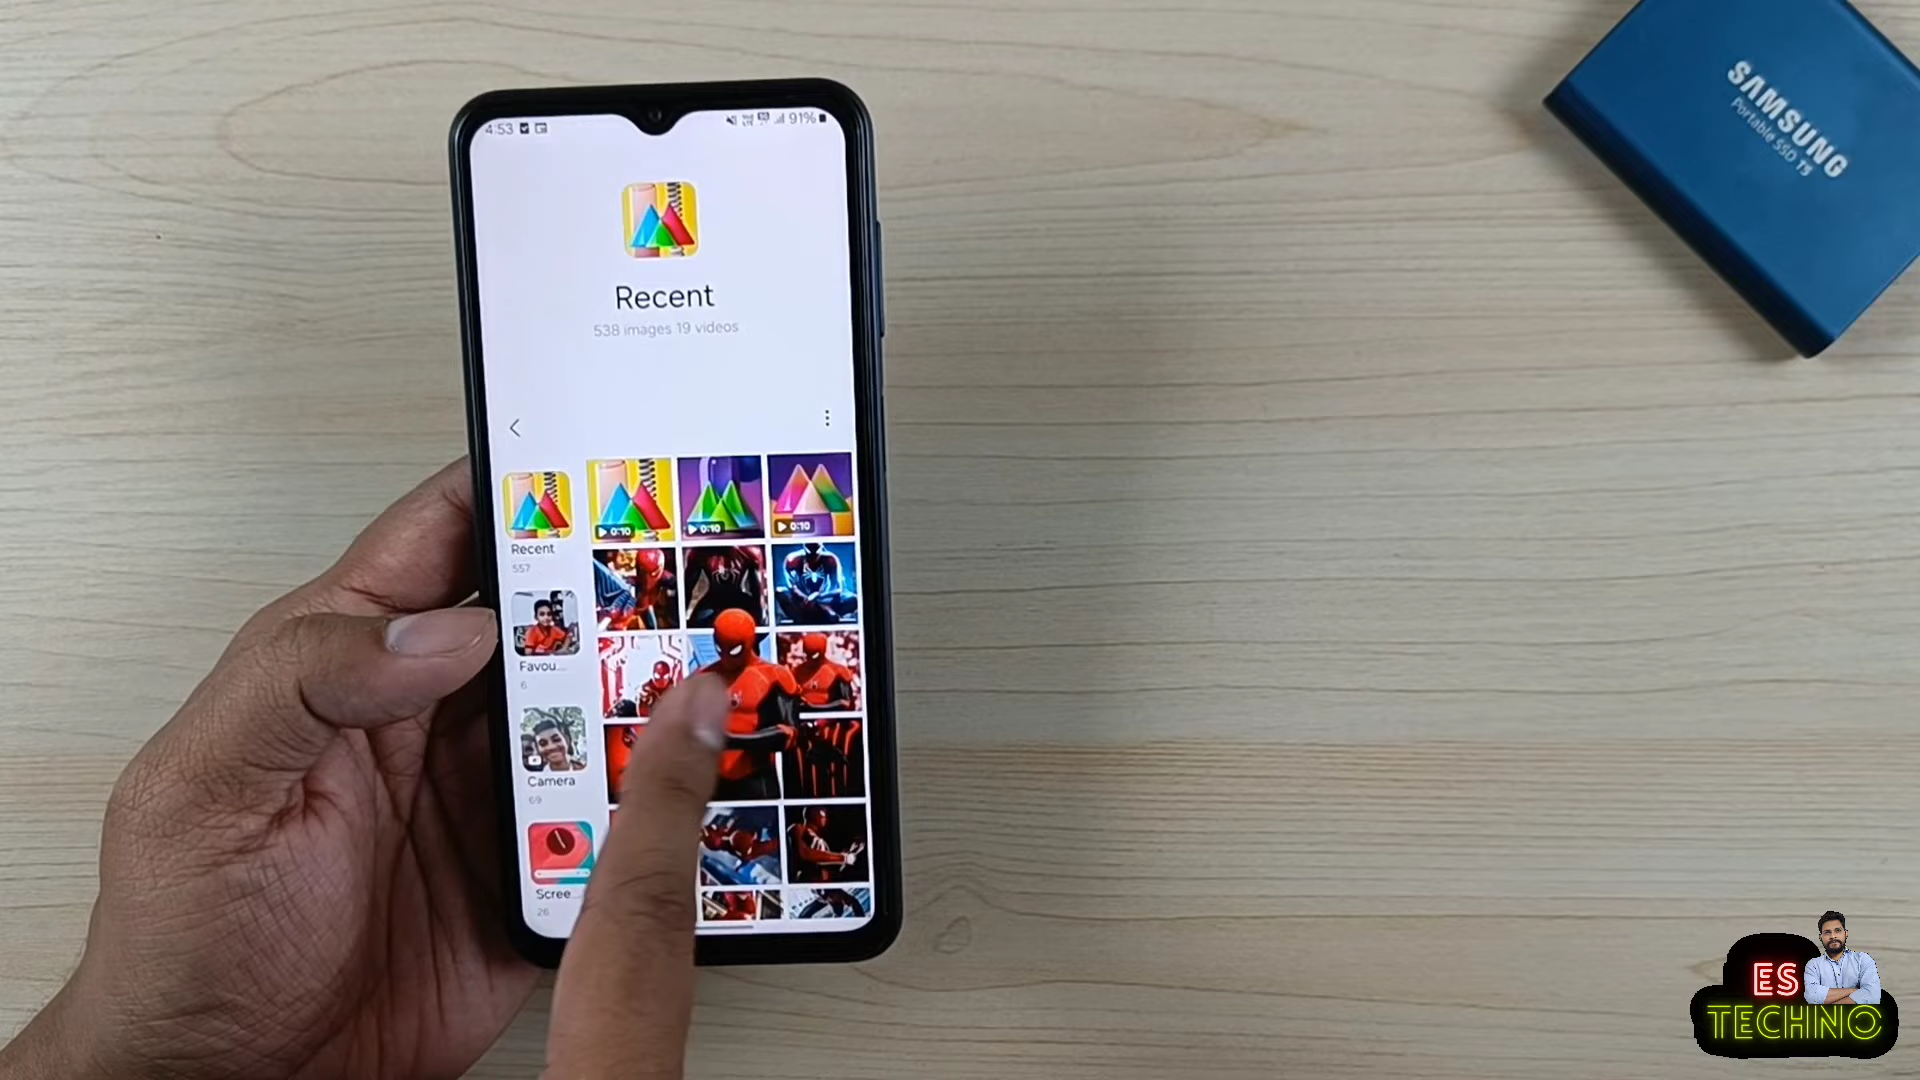 4:53
91%
Recent
538 images 19 videos
0:10
0:10
0:10
Recent
557
Favou...
6
Camera
69
Scree...
26
SAMSUNG
Portable SSD T5
ES
TECHNO